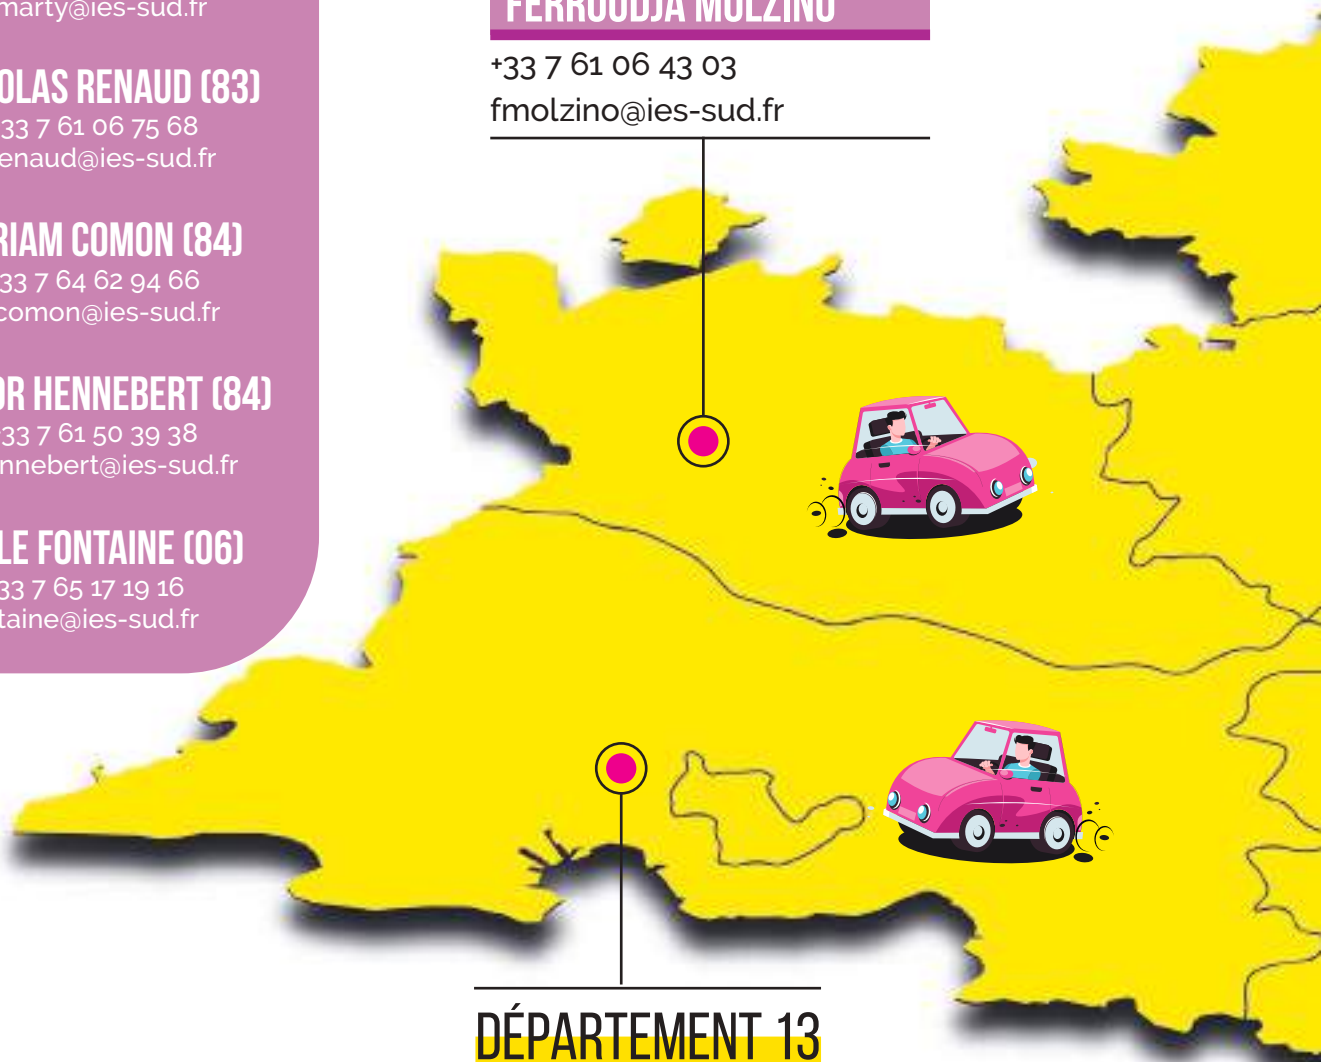 marty@ies-sud.fr
OLAS RENAUD (83)
33 7 61 06 75 68
enaud@ies-sud.fr
RIAM COMON (84)
33 7 64 62 94 66
comon@ies-sud.fr
OR HENNEBERT (84)
33 7 61 50 39 38
nnebert@ies-sud.fr
LE FONTAINE (06)
33 7 65 17 19 16
taine@ies-sud.fr
FERROUDJA MOLZINO
+33 7 61 06 43 03
fmolzino@ies-sud.fr
DÉPARTEMENT 13